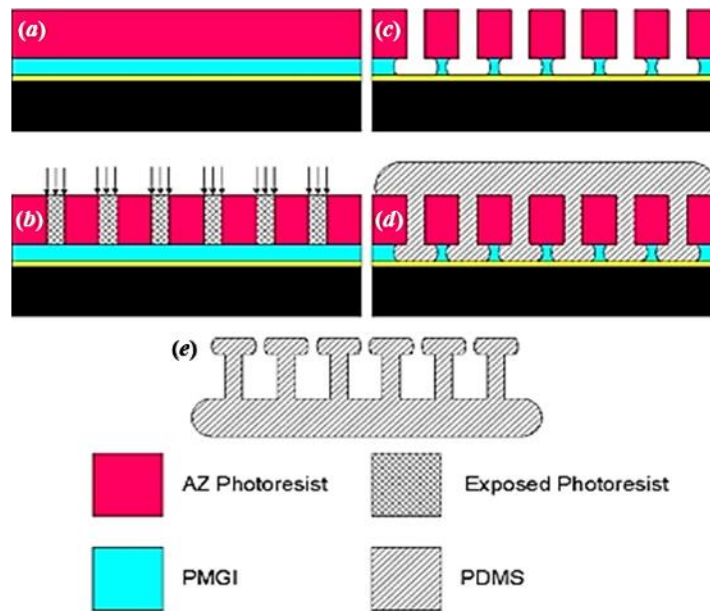 (a)
(c)
(b)
(d)
(e)
AZ Photoresist
Exposed Photoresist
PMGI
PDMS